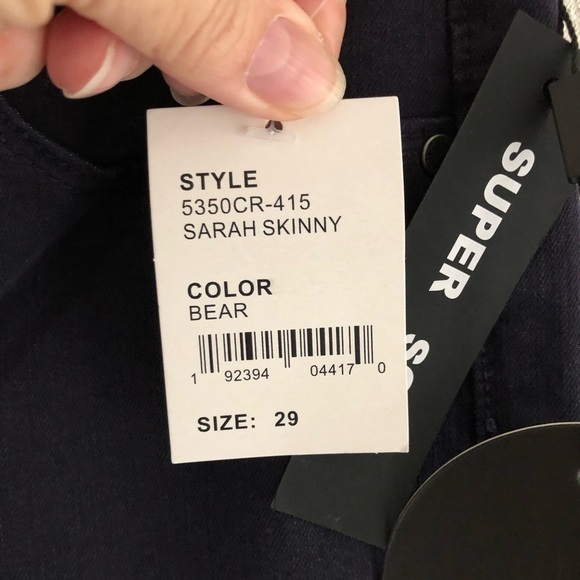 STYLE
5350CR-415
SARAH SKINNY
COLOR
BEAR
1 92394 04417 0
SIZE: 29
SUPER